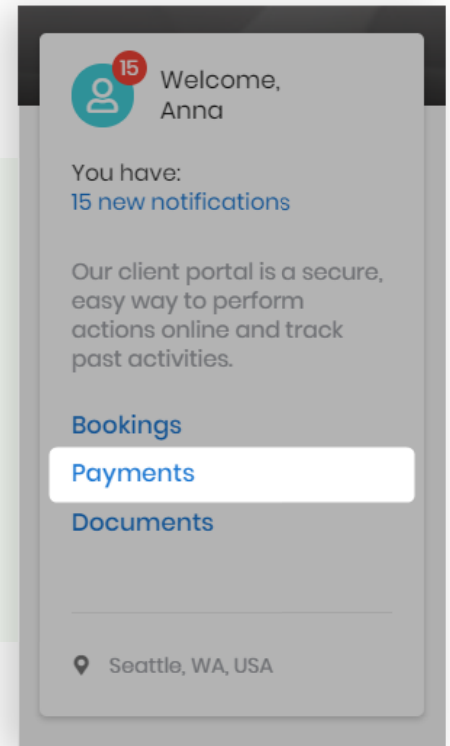 15
Welcome,
Anna
You have:
15 new notifications
Our client portal is a secure,
easy way to perform
actions online and track
past activities.
Bookings
Payments
Documents
Seattle, WA, USA